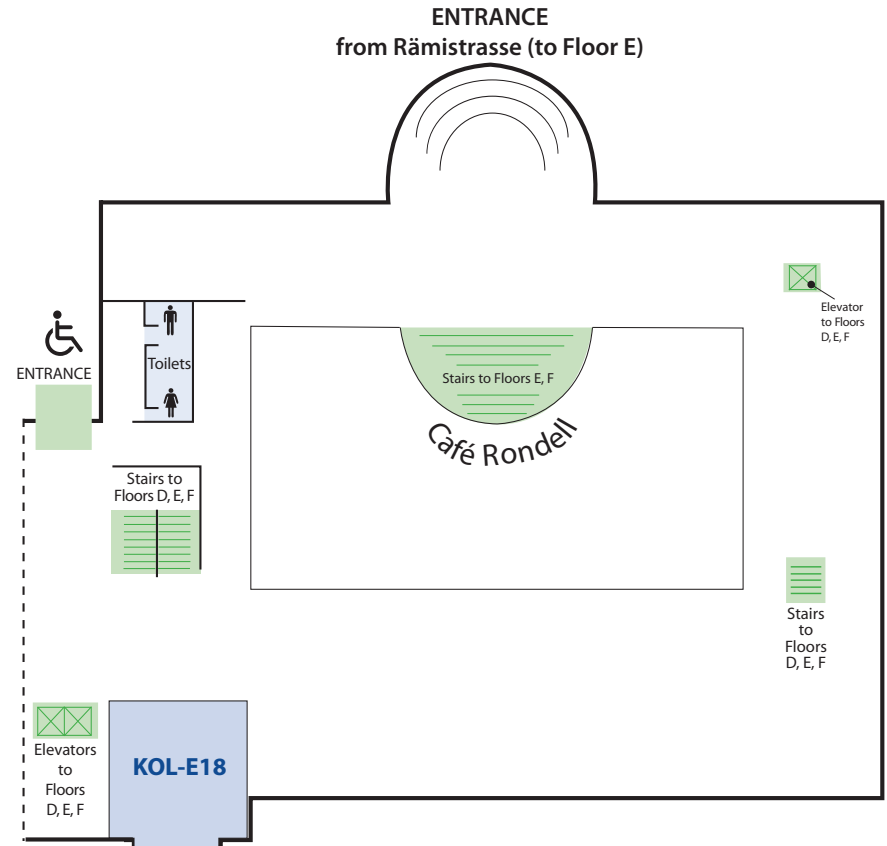 ENTRANCE
from Rämistrasse (to Floor E)
Elevator
to Floors
D, E, F
ENTRANCE
Toilets
Stairs to Floors E, F
Café Rondell
Stairs to
Floors D, E, F
Stairs
to
Floors
D, E, F
Elevators
to
Floors
D, E, F
KOL-E18